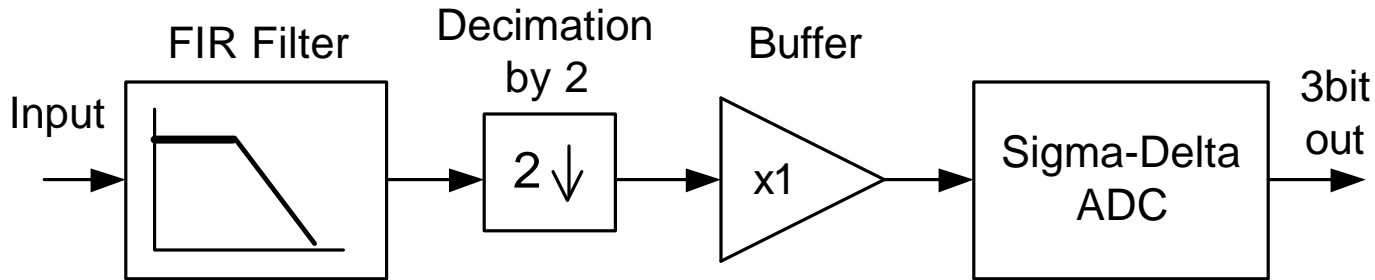 Input
FIR Filter
Decimation
by 2
2↓
Buffer
x1
Sigma-Delta
ADC
3bit
out